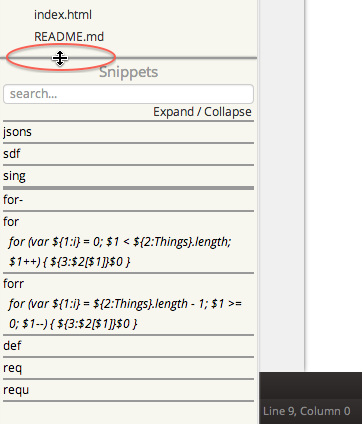 index.html
README.md
Snippets
search...
Expand / Collapse
jsons
sdf
sing
for-
for
for (var ${1:i} = 0; $1 < ${2:Things}.length;
$1++) { ${3:$2[$1]}$0 }
forr
for (var ${1:i} = ${2:Things}.length - 1; $1 >=
0; $1--) { ${3:$2[$1]}$0 }
def
req
requ
Line 9, Column 0